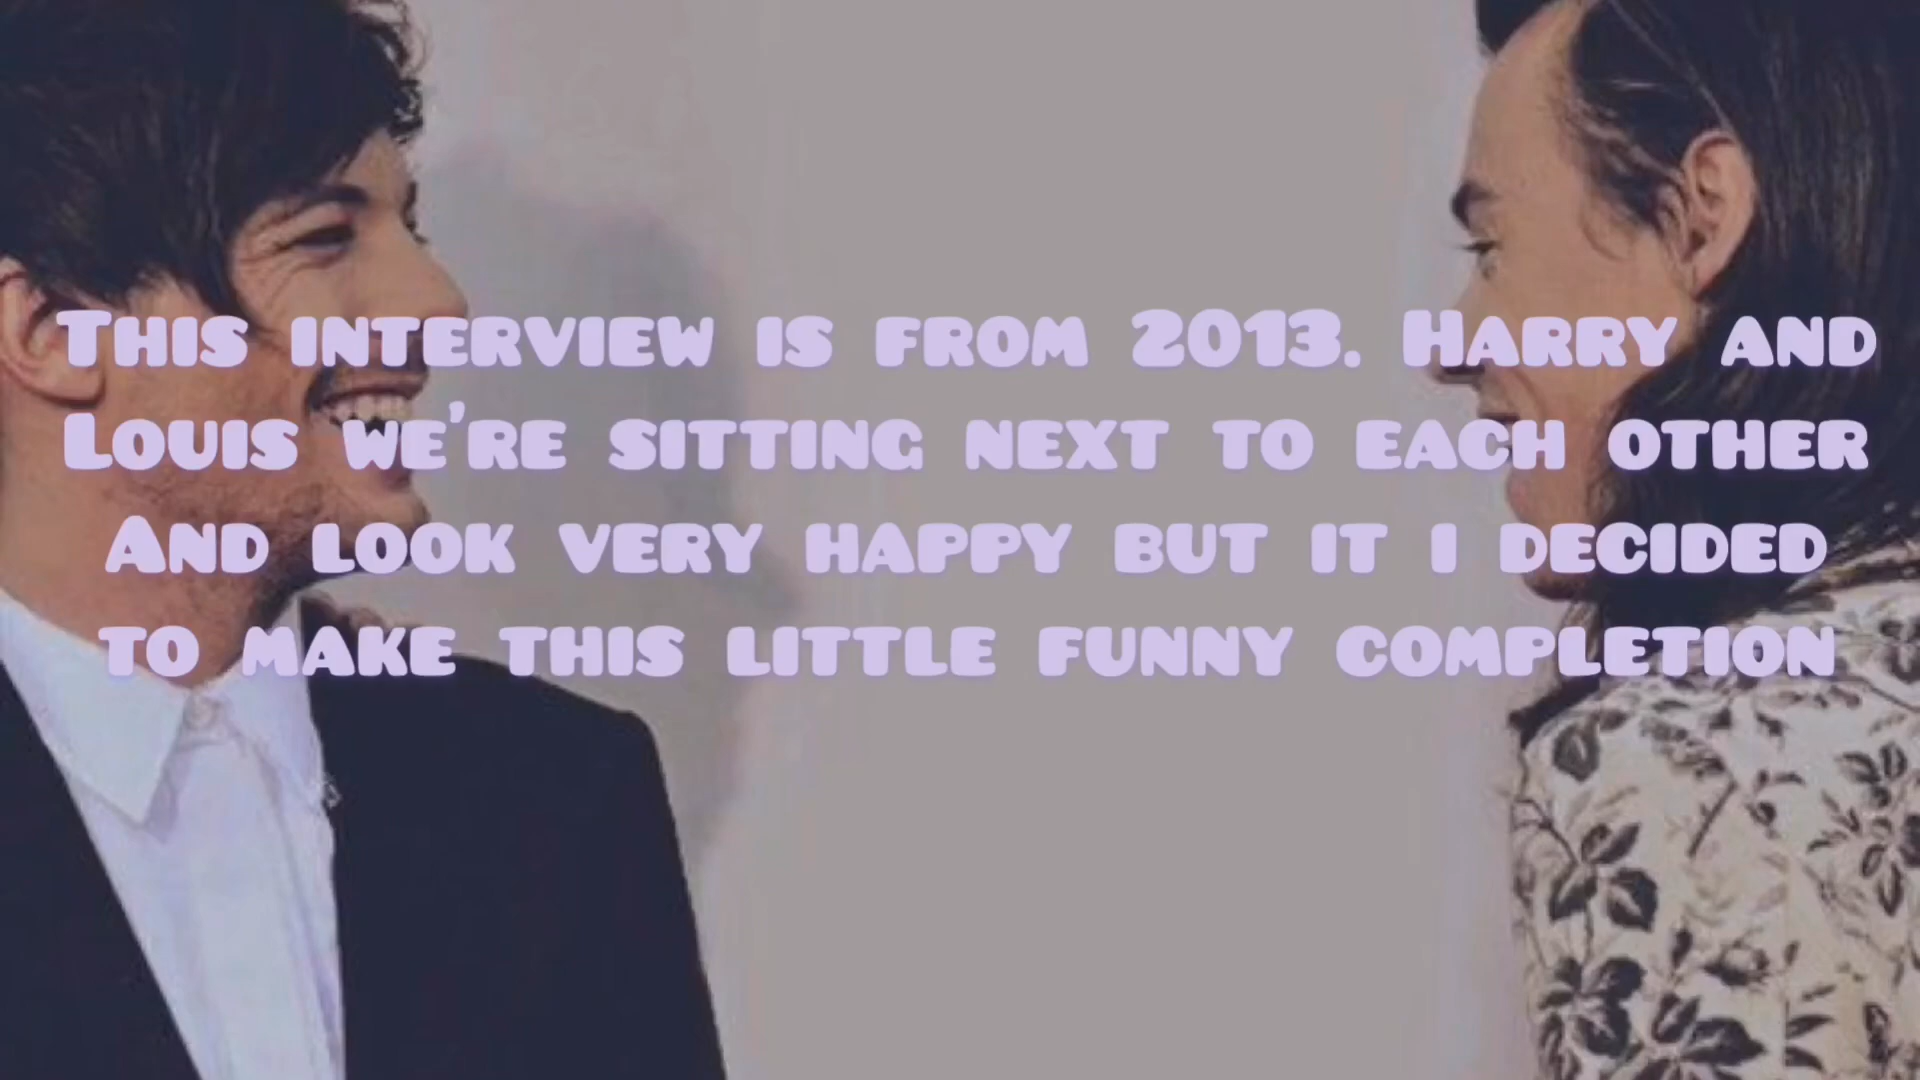 This interview is from 2013. Harry and
Louis we're sitting next to each other
And look very happy but it I decided
to make this little funny completion